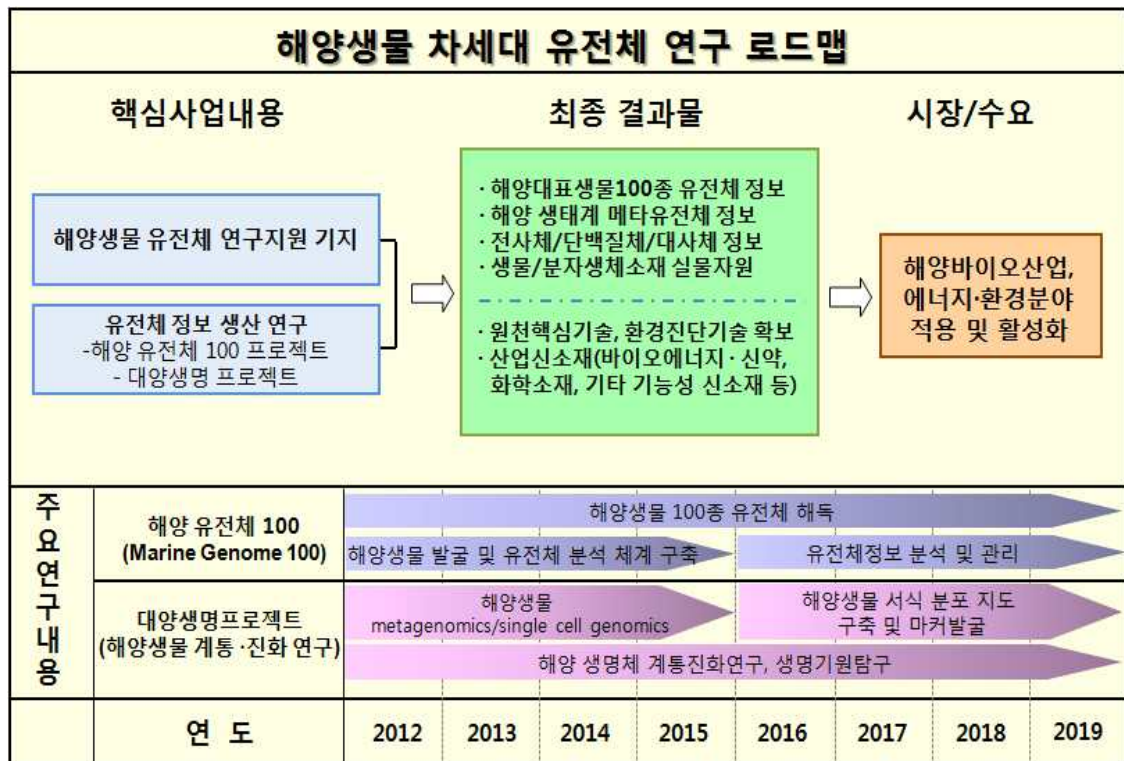 해양생물 차세대 유전체 연구 로드맵
핵심사업내용
최종 결과물
시장/수요
해양생물 유전체 연구지원 기지
유전체 정보 생산 연구
-해양 유전체 100 프로젝트
- 대양생명 프로젝트
· 해양대표생물100종 유전체 정보
· 해양 생태계 메타유전체 정보
· 전사체/단백질체/대사체 정보
· 생물/분자생체소재 실물자원
· 원천핵심기술, 환경진단기술 확보
· 산업신소재(바이오에너지 · 신약,
화학소재, 기타 기능성 신소재 등)
해양바이오산업,
에너지·환경분야
적용 및 활성화
주요연구내용
해양 유전체 100
(Marine Genome 100)
해양생물 100종 유전체 해독
해양생물 발굴 및 유전체 분석 체계 구축
유전체정보 분석 및 관리
대양생명프로젝트
(해양생물 계통 ·진화 연구)
해양생물
metagenomics/single cell genomics
해양생물 서식 분포 지도
구축 및 마커발굴
해양 생명체 계통진화연구, 생명기원탐구
연 도
2012
2013
2014
2015
2016
2017
2018
2019